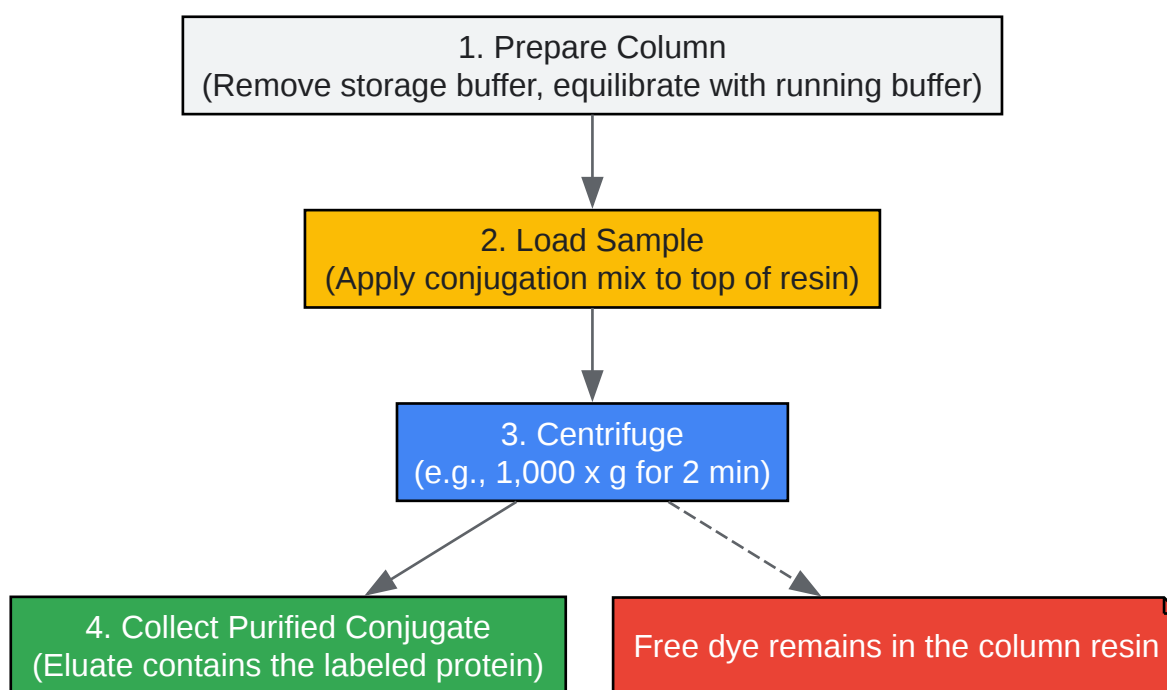 1. Prepare Column
(Remove storage buffer, equilibrate with running buffer)
2. Load Sample
(Apply conjugation mix to top of resin)
3. Centrifuge
(e.g., 1,000 x g for 2 min)
4. Collect Purified Conjugate
(Eluate contains the labeled protein)
Free dye remains in the column resin